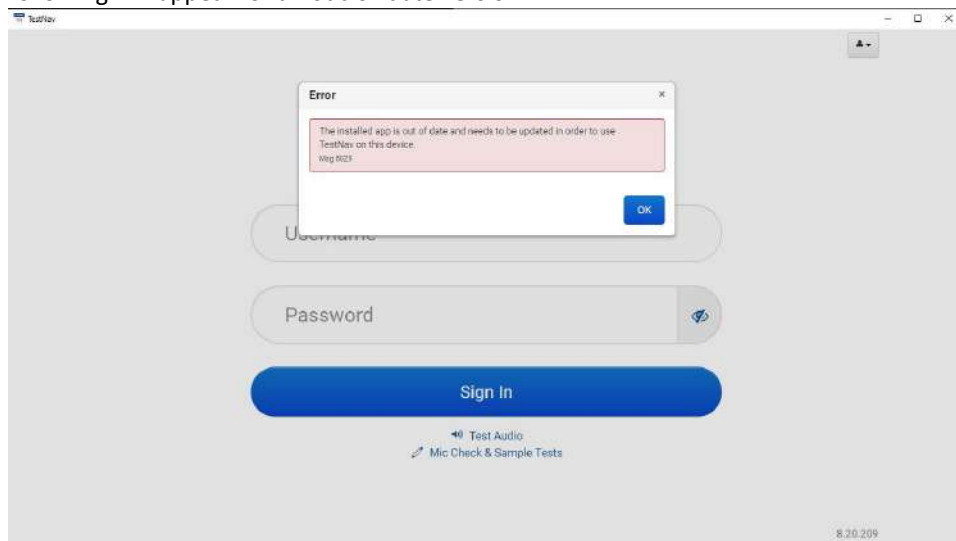 TestNav
Error
The installed app is out of date and needs to be updated in order to use
TestNav on this device.
OK
Username
Password
Sign In
Test Audio
Mic Check & Sample Tests
8.20.209